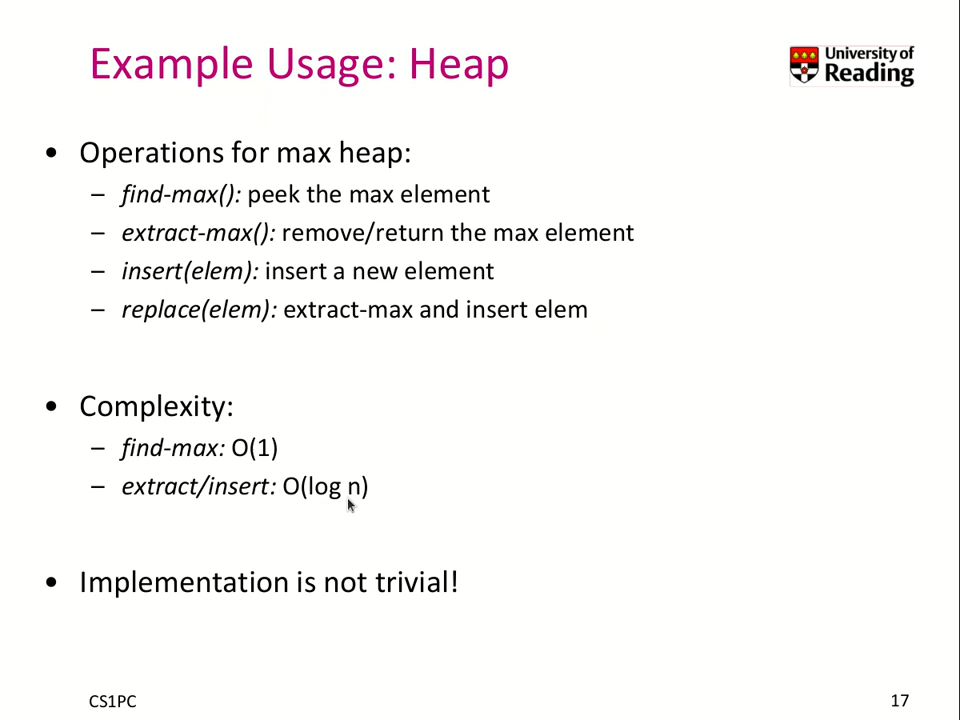 Example Usage: Heap
University of
Reading
• Operations for max heap:
– find-max(): peek the max element
– extract-max(): remove/return the max element
– insert(elem): insert a new element
– replace(elem): extract-max and insert elem
• Complexity:
– find-max: O(1)
– extract/insert: O(log n)
• Implementation is not trivial!
CS1PC
17